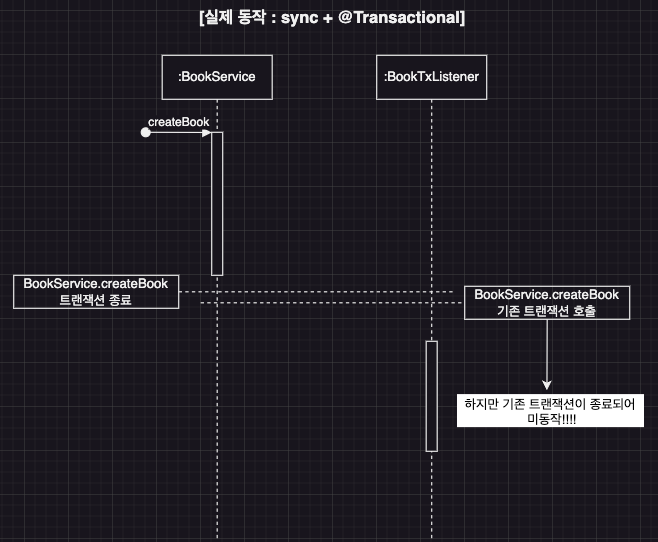 [실제 동작 : sync + @Transactional]
:BookService
:BookTxListener
createBook
BookService.createBook
트랜잭션 종료
BookService.createBook
기존 트랜잭션 호출
하지만 기존 트랜잭션이 종료되어
미동작!!!!